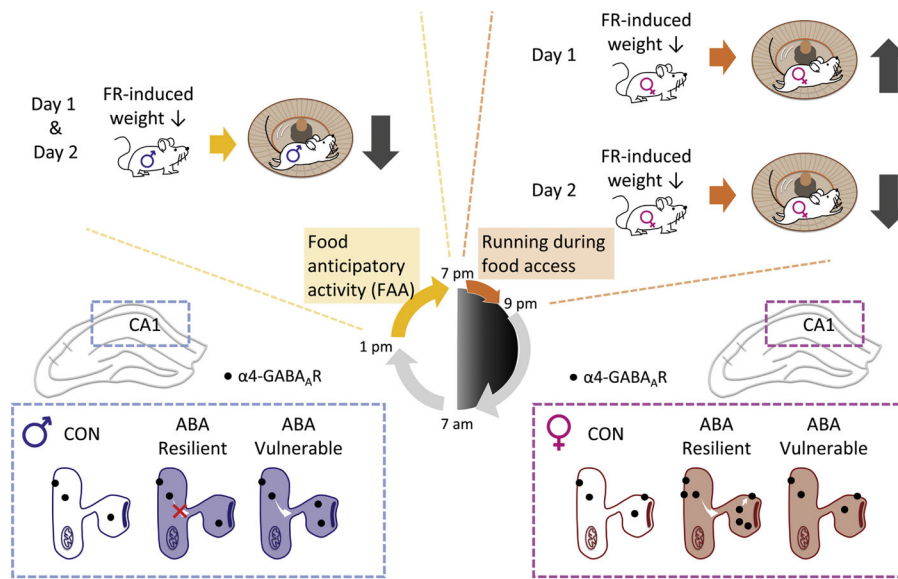 Day 1
&
Day 2
FR-induced
weight ↓
Day 1
FR-induced
weight ↓
Day 2
FR-induced
weight ↓
Food
anticipatory
activity (FAA)
Running during
food access
7 pm
9 pm
1 pm
7 am
CA1
α4-GABA_AR
CA1
α4-GABA_AR
♂ CON
ABA
Resilient
ABA
Vulnerable
♀ CON
ABA
Resilient
ABA
Vulnerable